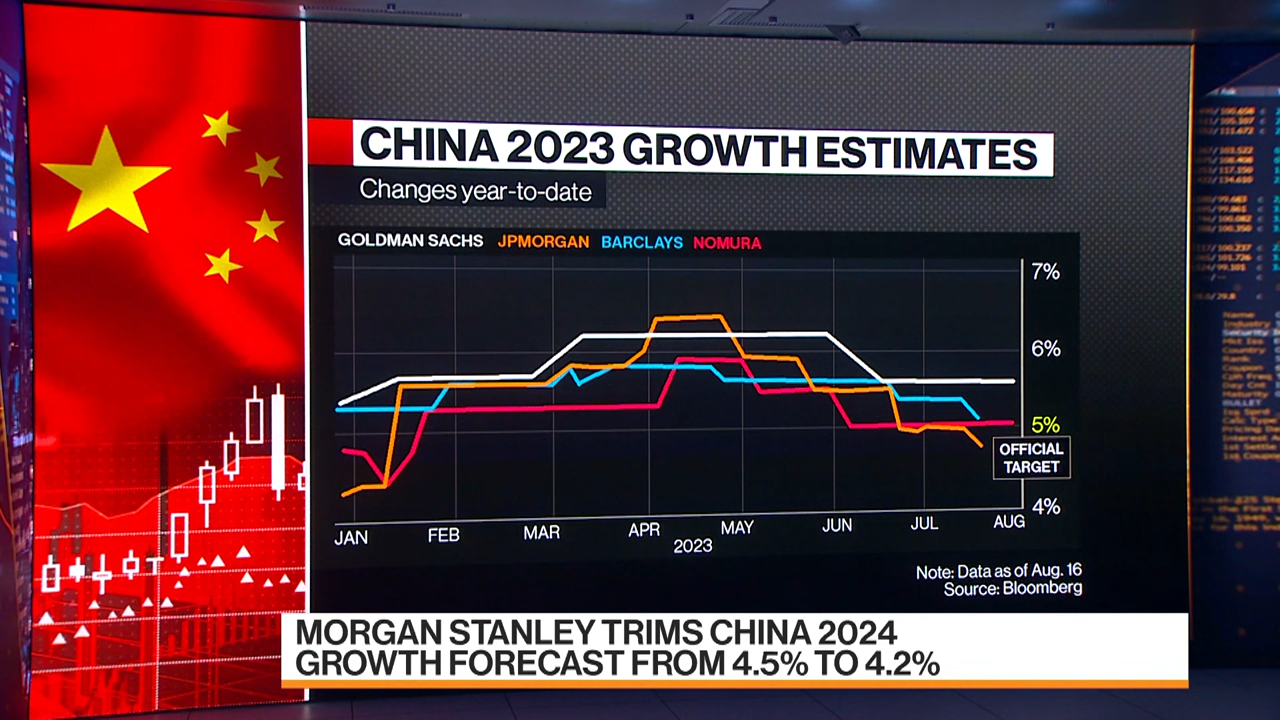 CHINA 2023 GROWTH ESTIMATES
Changes year-to-date
GOLDMAN SACHS JPMORGAN BARCLAYS NOMURA
7%
6%
5%
OFFICIAL
TARGET
4%
JAN FEB MAR APR MAY JUN JUL AUG
2023
Note: Data as of Aug. 16
Source: Bloomberg
MORGAN STANLEY TRIMS CHINA 2024
GROWTH FORECAST FROM 4.5% TO 4.2%